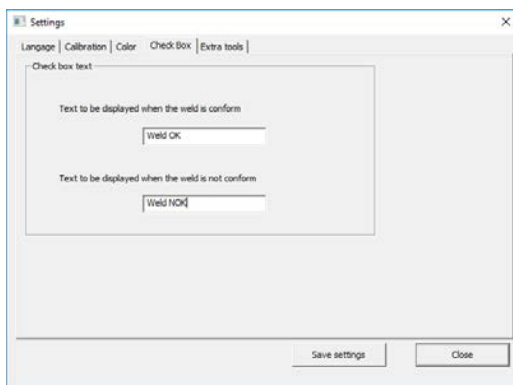 Settings
Langage Calibration Color Check Box Extra tools
Check box text
Text to be displayed when the weld is conform
Weld OK
Text to be displayed when the weld is not conform
Weld NOK
Save settings Close